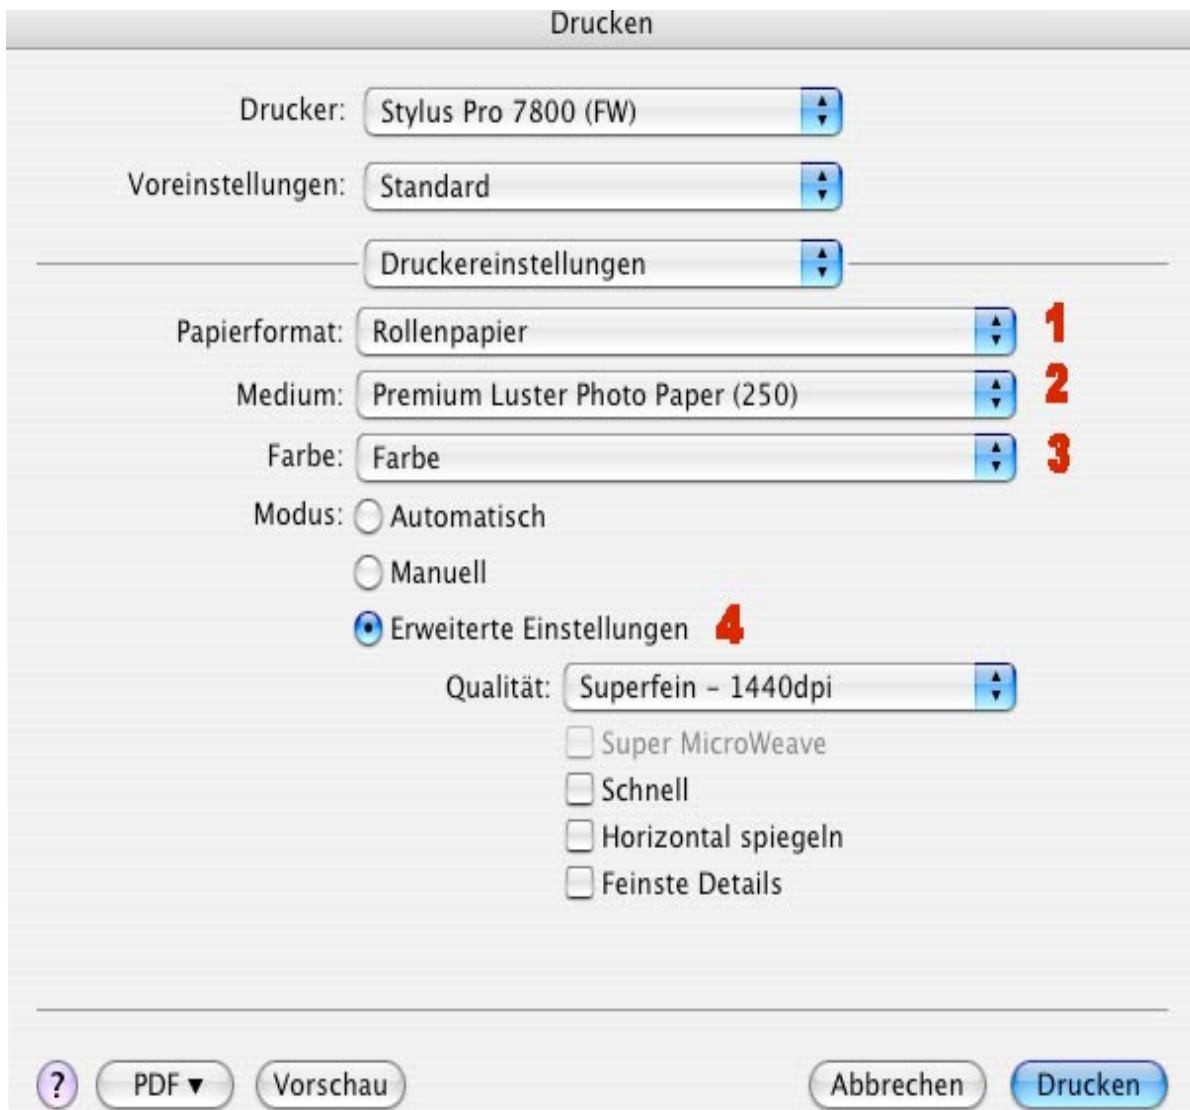 Drucken
Drucker: Stylus Pro 7800 (FW)
Voreinstellungen: Standard
Druckereinstellungen
Papierformat: Rollenpapier 1
Medium: Premium Luster Photo Paper (250) 2
Farbe: Farbe 3
Modus: Automatisch
Manuell
Erweiterte Einstellungen 4
Qualität: Superfein – 1440dpi
Super MicroWeave
Schnell
Horizontal spiegeln
Feinste Details
? PDF ▼ Vorschau Abbrechen Drucken